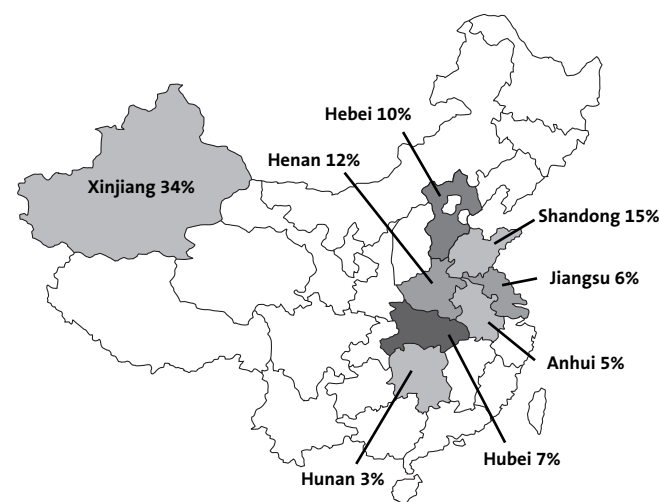 Hebei 10%
Henan 12%
Xinjiang 34%
Shandong 15%
Jiangsu 6%
Anhui 5%
Hubei 7%
Hunan 3%